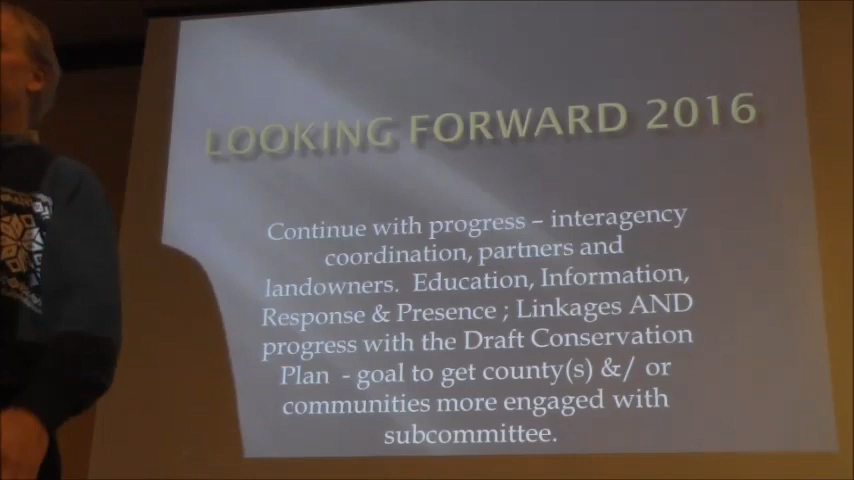 LOOKING FORWARD 2016
Continue with progress – interagency
coordination, partners and
landowners. Education, Information,
Response & Presence ; Linkages AND
progress with the Draft Conservation
Plan - goal to get county(s) &/ or
communities more engaged with
subcommittee.